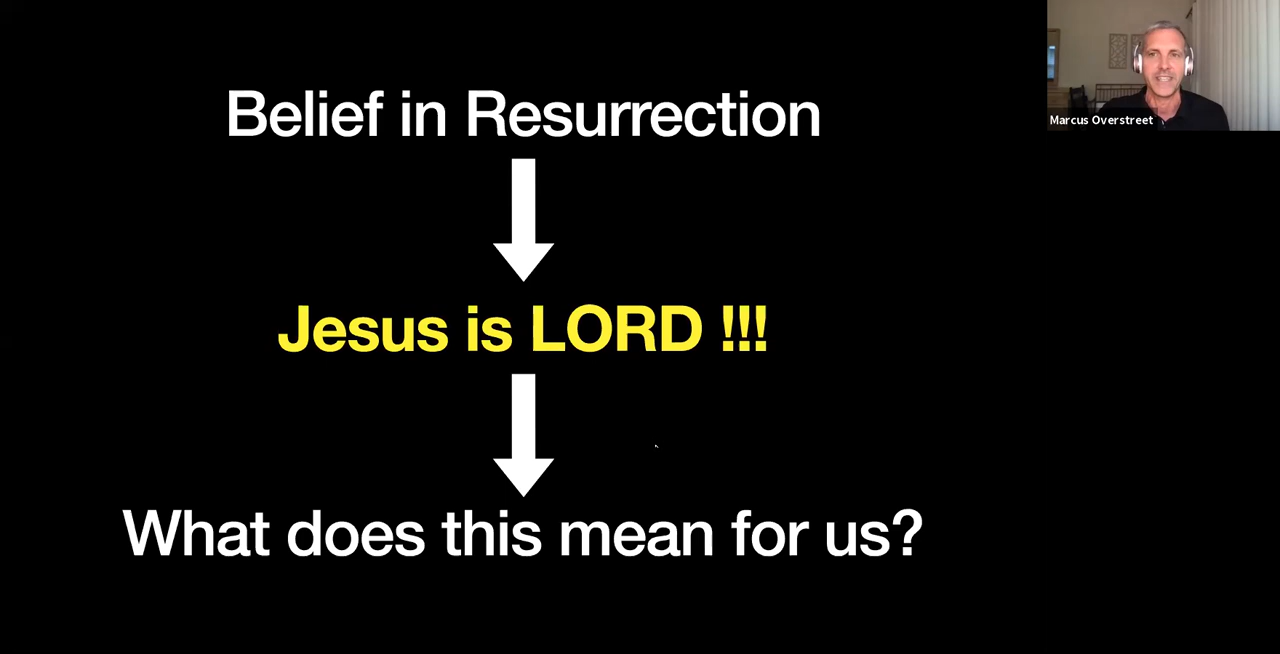 Belief in Resurrection
Jesus is LORD !!!
What does this mean for us?
Marcus Overstreet